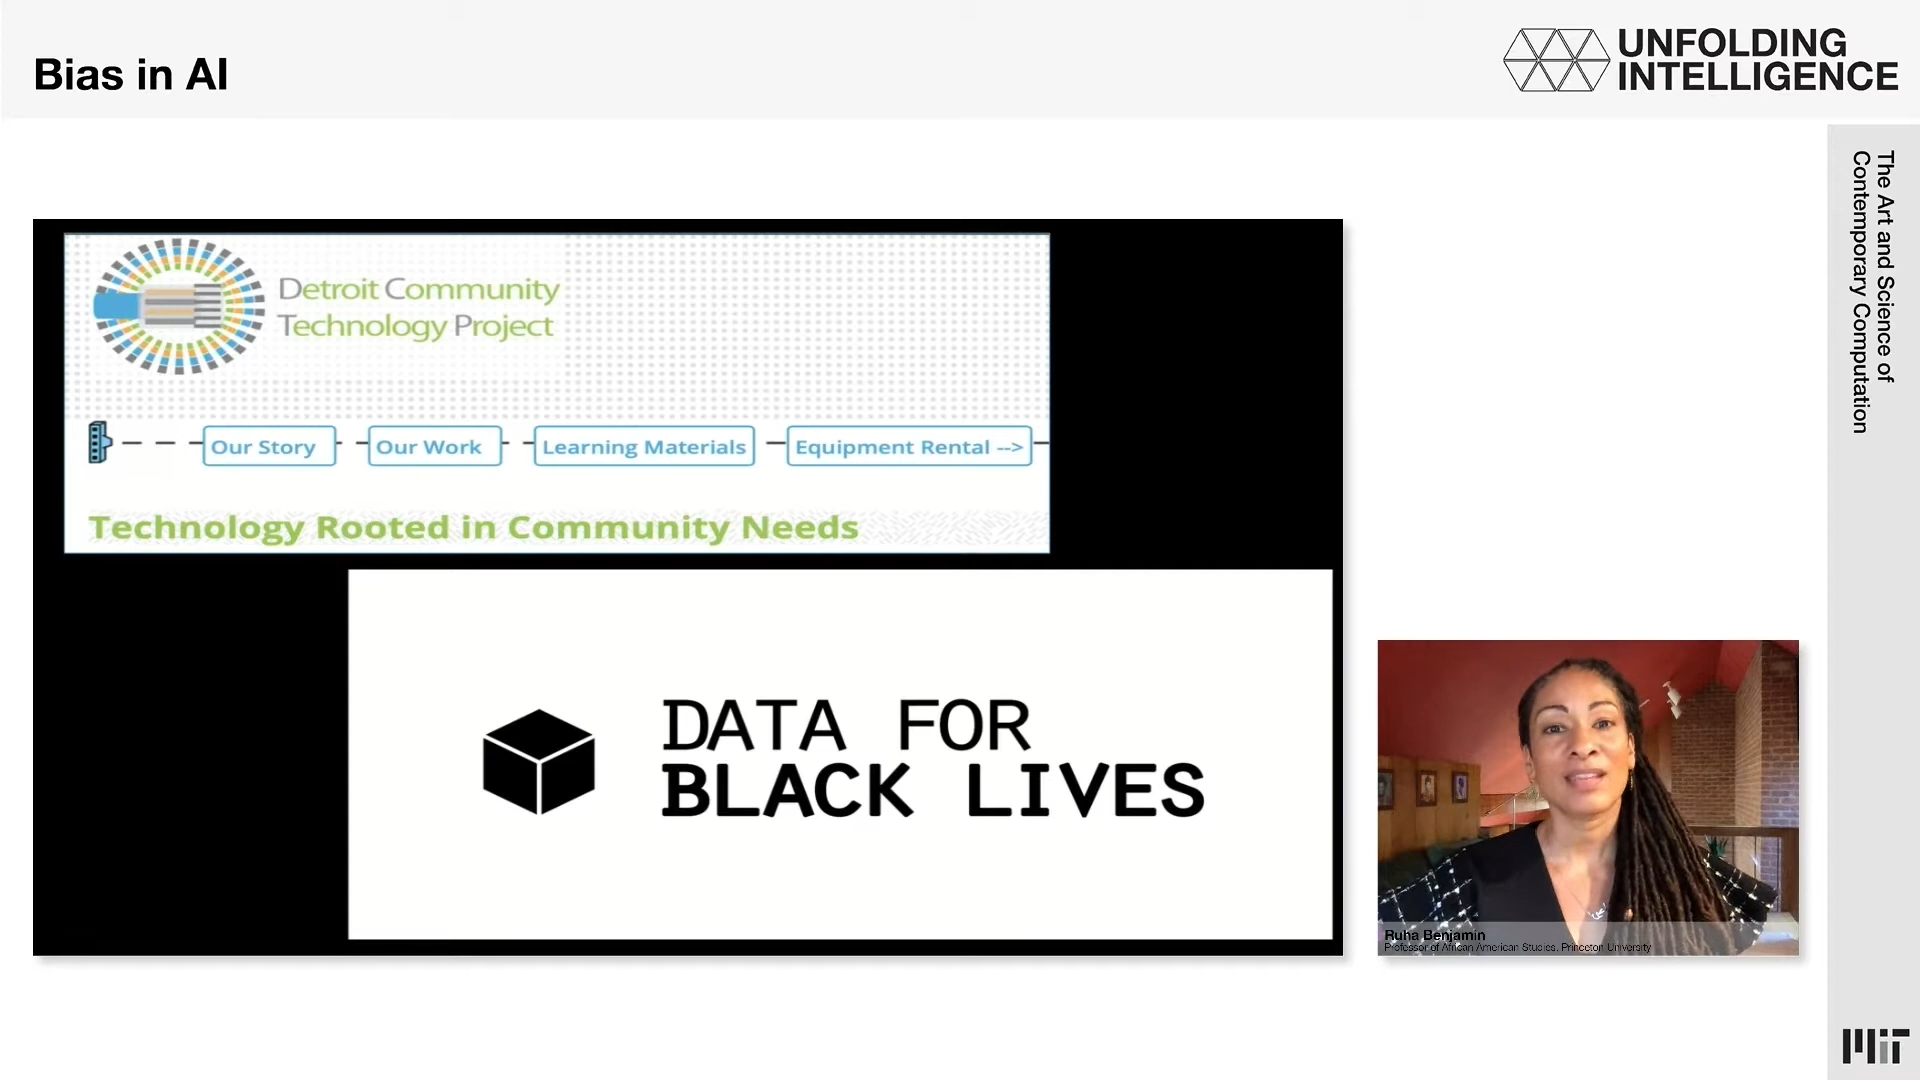 Bias in AI
UNFOLDING
INTELLIGENCE
The Art and Science of
Contemporary Computation
Detroit Community
Technology Project
Our Story
Our Work
Learning Materials
Equipment Rental -->
Technology Rooted in Community Needs
DATA FOR
BLACK LIVES
Ruha Benjamin
Professor of African American Studies, Princeton University
MIT